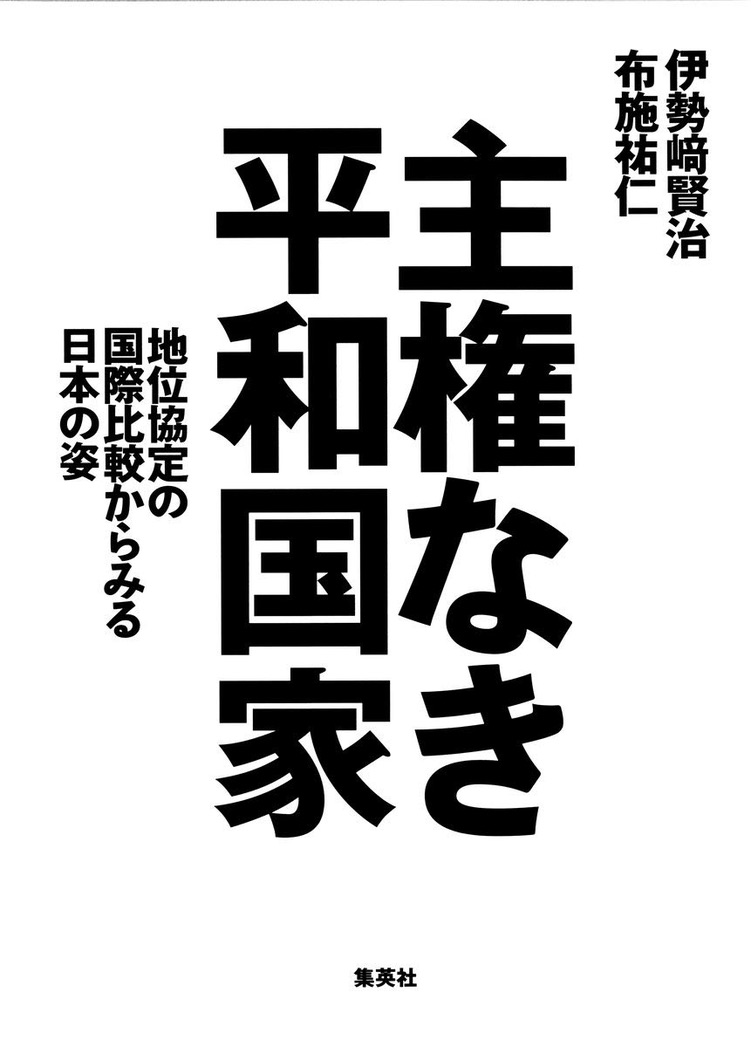 伊勢﨑賢治
布施祐仁
主権なき
平和国家
地位協定の
国際比較からみる
日本の姿
集英社